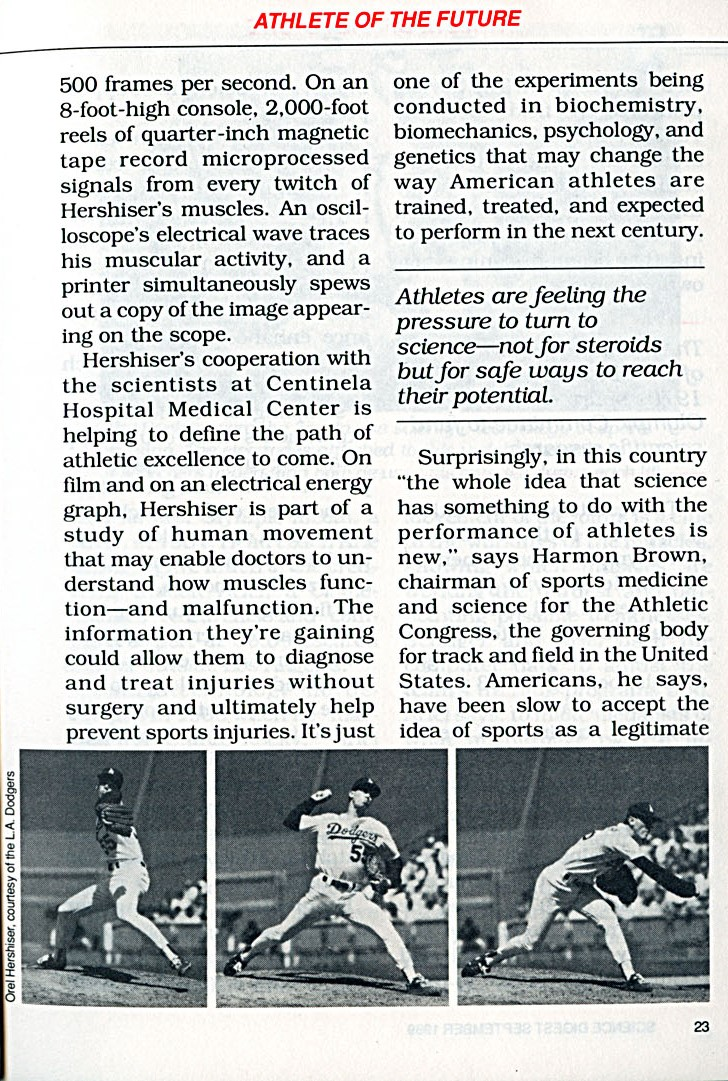 ATHLETE OF THE FUTURE
500 frames per second. On an
8-foot-high console, 2,000-foot
reels of quarter-inch magnetic
tape record microprocessed
signals from every twitch of
Hershiser's muscles. An oscil-
loscope's electrical wave traces
his muscular activity, and a
printer simultaneously spews
out a copy of the image appear-
ing on the scope.
Hershiser's cooperation with
the scientists at Centinela
Hospital Medical Center is
helping to define the path of
athletic excellence to come. On
film and on an electrical energy
graph, Hershiser is part of a
study of human movement
that may enable doctors to un-
derstand how muscles func-
tion—and malfunction. The
information they're gaining
could allow them to diagnose
and treat injuries without
surgery and ultimately help
prevent sports injuries. It's just
one of the experiments being
conducted in biochemistry,
biomechanics, psychology, and
genetics that may change the
way American athletes are
trained, treated, and expected
to perform in the next century.
Athletes are feeling the
pressure to turn to
science—not for steroids
but for safe ways to reach
their potential.
Surprisingly, in this country
"the whole idea that science
has something to do with the
performance of athletes is
new," says Harmon Brown,
chairman of sports medicine
and science for the Athletic
Congress, the governing body
for track and field in the United
States. Americans, he says,
have been slow to accept the
idea of sports as a legitimate
Orel Hershiser, courtesy of the L.A. Dodgers
Dodgers
23
SCIENCE DIGEST SEPTEMBER 1989